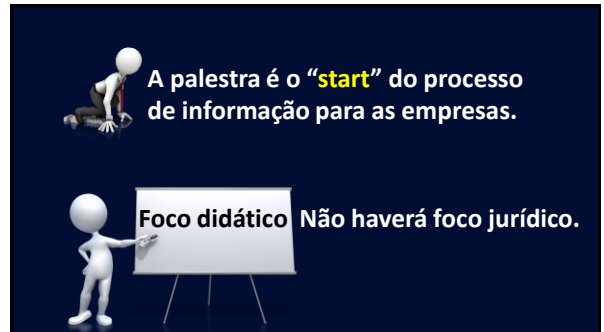 A palestra é o “start” do processo
de informação para as empresas.
Foco didático Não haverá foco jurídico.